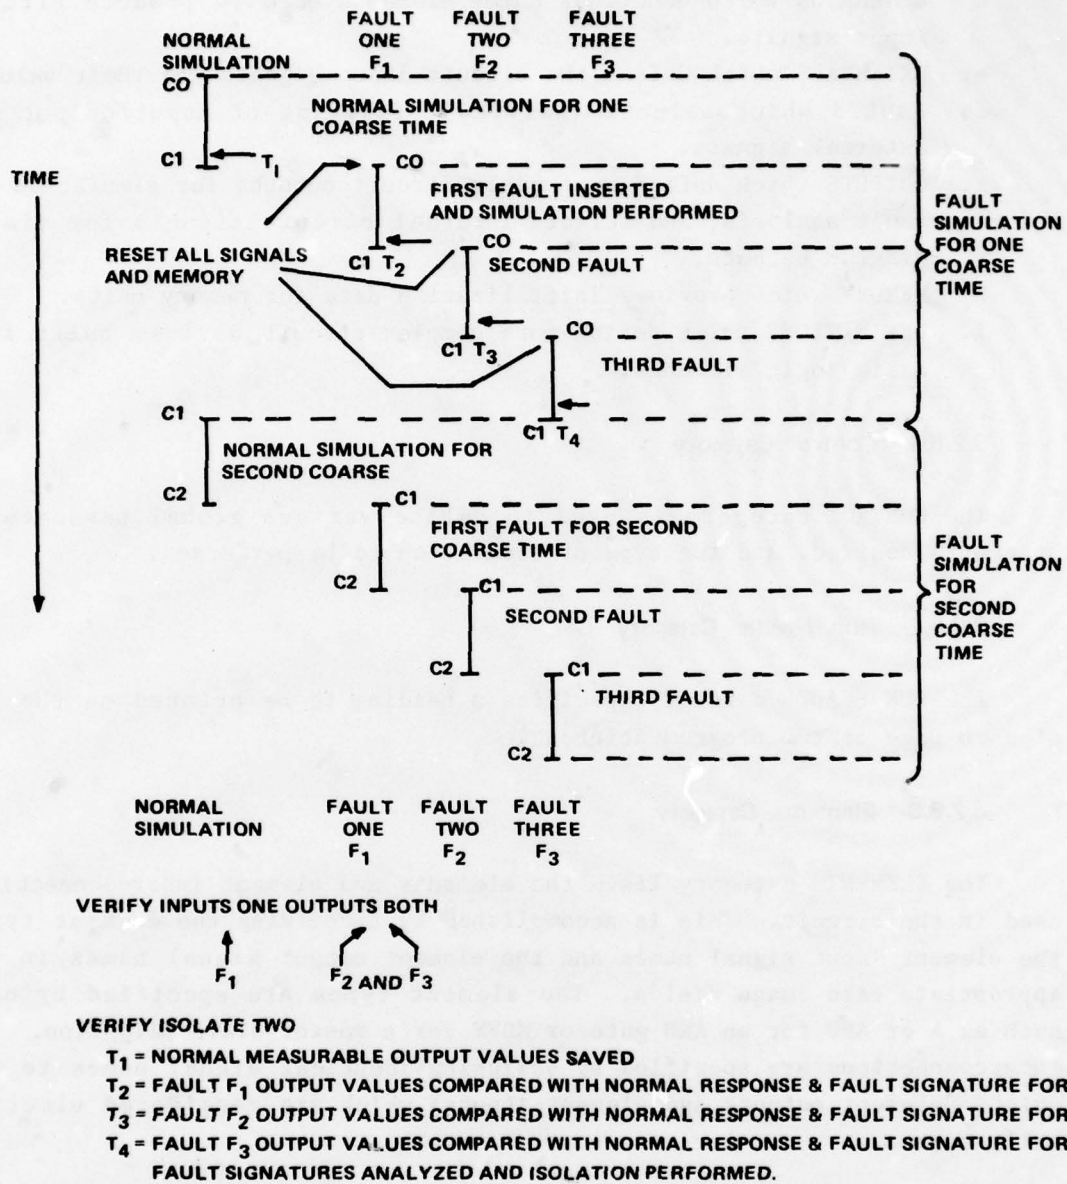 NORMAL SIMULATION
FAULT ONE F1
FAULT TWO F2
FAULT THREE F3
CO
NORMAL SIMULATION FOR ONE
COARSE TIME
C1
T1
CO
TIME
FIRST FAULT INSERTED
AND SIMULATION PERFORMED
FAULT
SIMULATION
FOR ONE
COARSE
TIME
RESET ALL SIGNALS
AND MEMORY
C1 T2
CO
SECOND FAULT
C1 T3
CO
THIRD FAULT
C1
C1 T4
NORMAL SIMULATION FOR
SECOND COARSE
C2
C1
FIRST FAULT FOR SECOND
COARSE TIME
C2
C1
FAULT
SIMULATION
FOR
SECOND
COARSE
TIME
SECOND FAULT
C2
C1
THIRD FAULT
C2
NORMAL
SIMULATION
FAULT ONE F1
FAULT TWO F2
FAULT THREE F3
VERIFY INPUTS ONE OUTPUTS BOTH
F1
F2 AND F3
VERIFY ISOLATE TWO
T1 = NORMAL MEASURABLE OUTPUT VALUES SAVED
T2 = FAULT F1 OUTPUT VALUES COMPARED WITH NORMAL RESPONSE & FAULT SIGNATURE FOR
T3 = FAULT F2 OUTPUT VALUES COMPARED WITH NORMAL RESPONSE & FAULT SIGNATURE FOR
T4 = FAULT F3 OUTPUT VALUES COMPARED WITH NORMAL RESPONSE & FAULT SIGNATURE FOR
FAULT SIGNATURES ANALYZED AND ISOLATION PERFORMED.